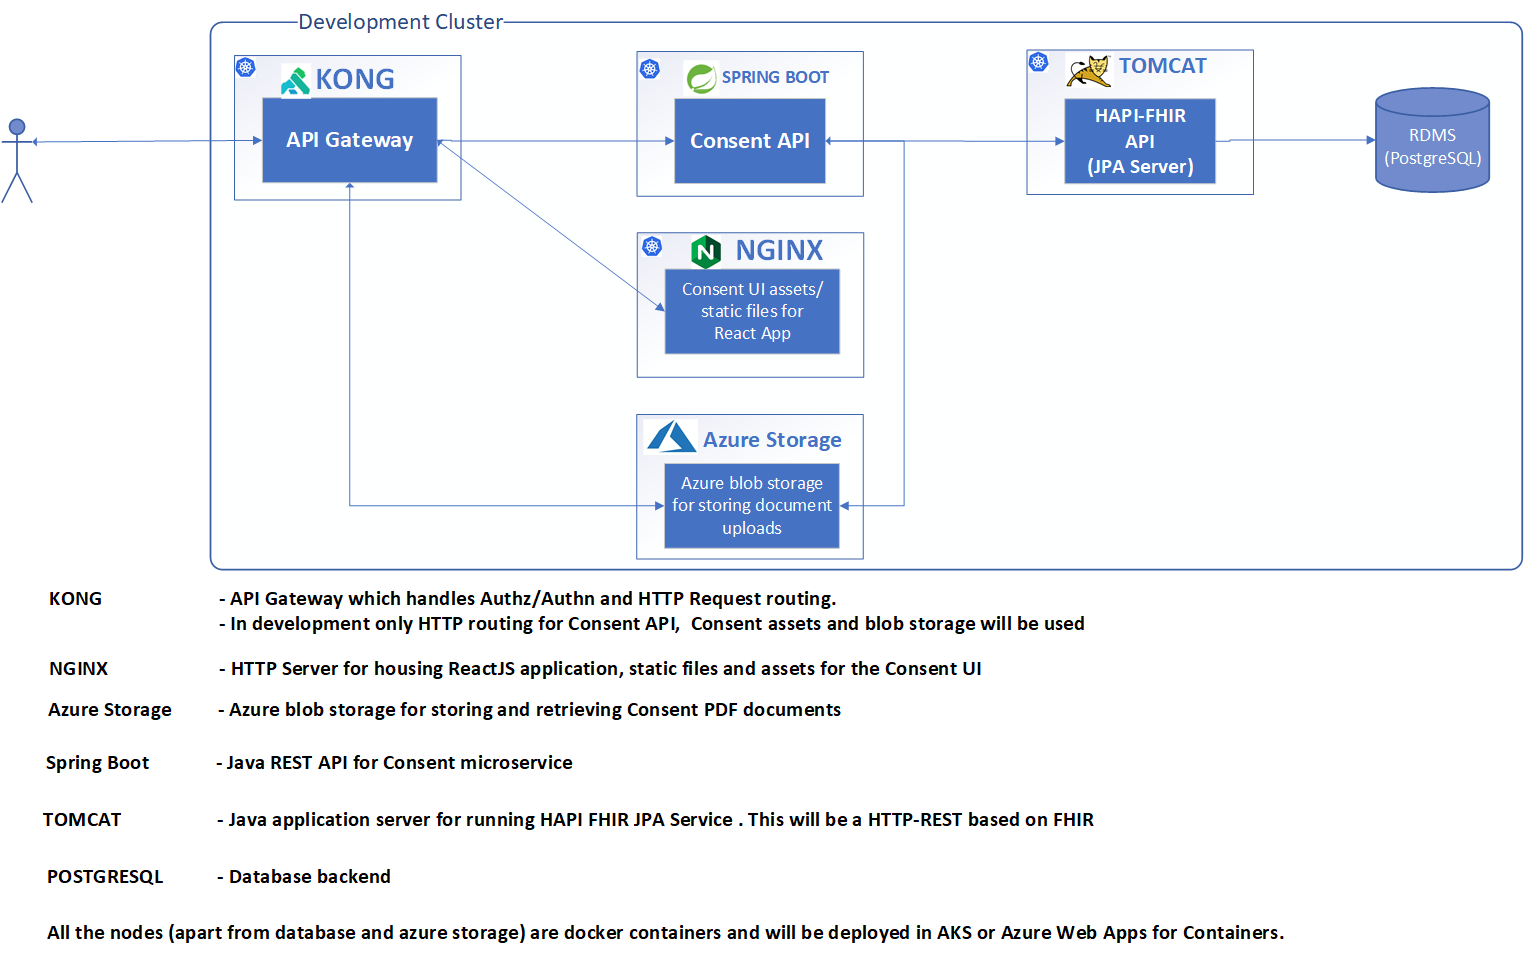 Development Cluster
KONG
API Gateway
SPRING BOOT
Consent API
TOMCAT
HAPI-FHIR
API
(JPA Server)
RDMS
(PostgreSQL)
NGINX
Consent UI assets/
static files for
React App
Azure Storage
Azure blob storage
for storing document
uploads
KONG - API Gateway which handles Authz/Authn and HTTP Request routing.
- In development only HTTP routing for Consent API, Consent assets and blob storage will be used
NGINX - HTTP Server for housing ReactJS application, static files and assets for the Consent UI
Azure Storage - Azure blob storage for storing and retrieving Consent PDF documents
Spring Boot - Java REST API for Consent microservice
TOMCAT - Java application server for running HAPI FHIR JPA Service . This will be a HTTP-REST based on FHIR
POSTGRESQL - Database backend
All the nodes (apart from database and azure storage) are docker containers and will be deployed in AKS or Azure Web Apps for Containers.